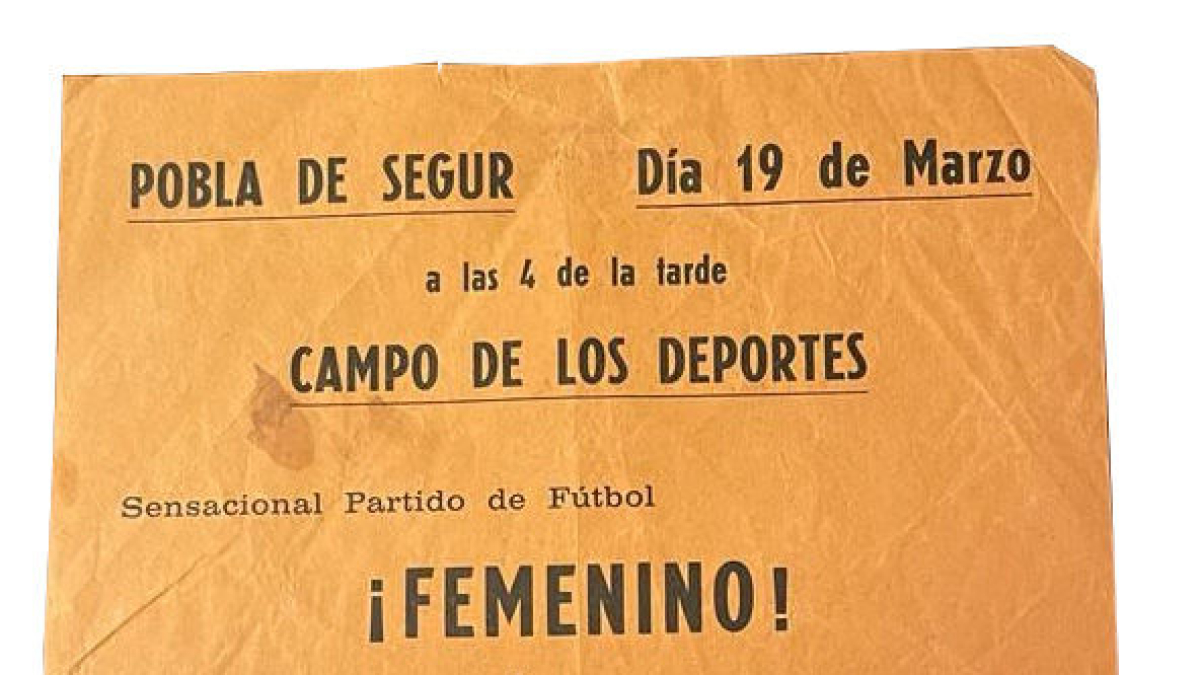 POBLA DE SEGUR Día 19 de Marzo
a las 4 de la tarde
CAMPO DE LOS DEPORTES
Sensacional Partido de Fútbol
¡FEMENINO!